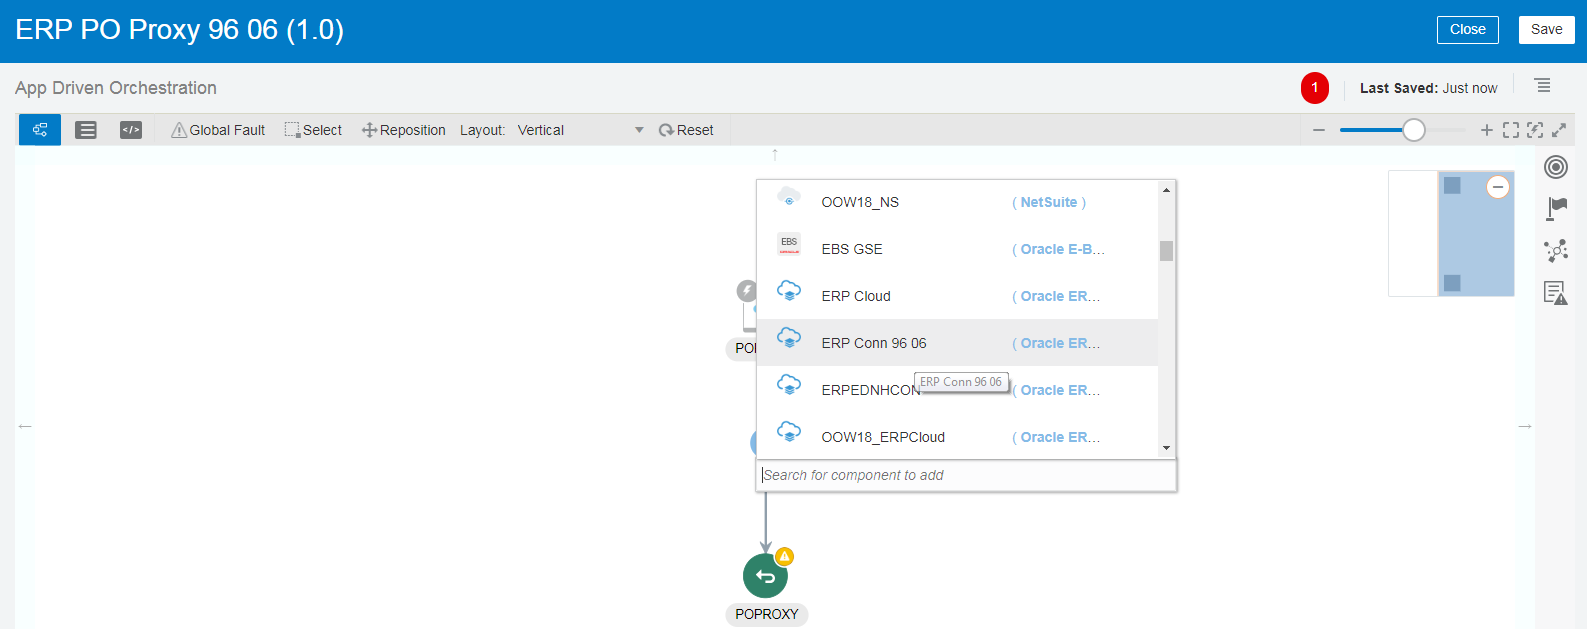 ERP PO Proxy 96 06 (1.0)
Close
Save
App Driven Orchestration
1
Last Saved: Just now
Global Fault
Select
Reposition
Layout: Vertical
Reset
OOW18_NS ( NetSuite )
EBS
EBS GSE ( Oracle E-B...
ERP Cloud ( Oracle ER...
ERP Conn 96 06 ( Oracle ER...
ERP Conn 96 06
ERPEDNHCON ( Oracle ER...
OOW18_ERPCloud ( Oracle ER...
Search for component to add
POPROXY